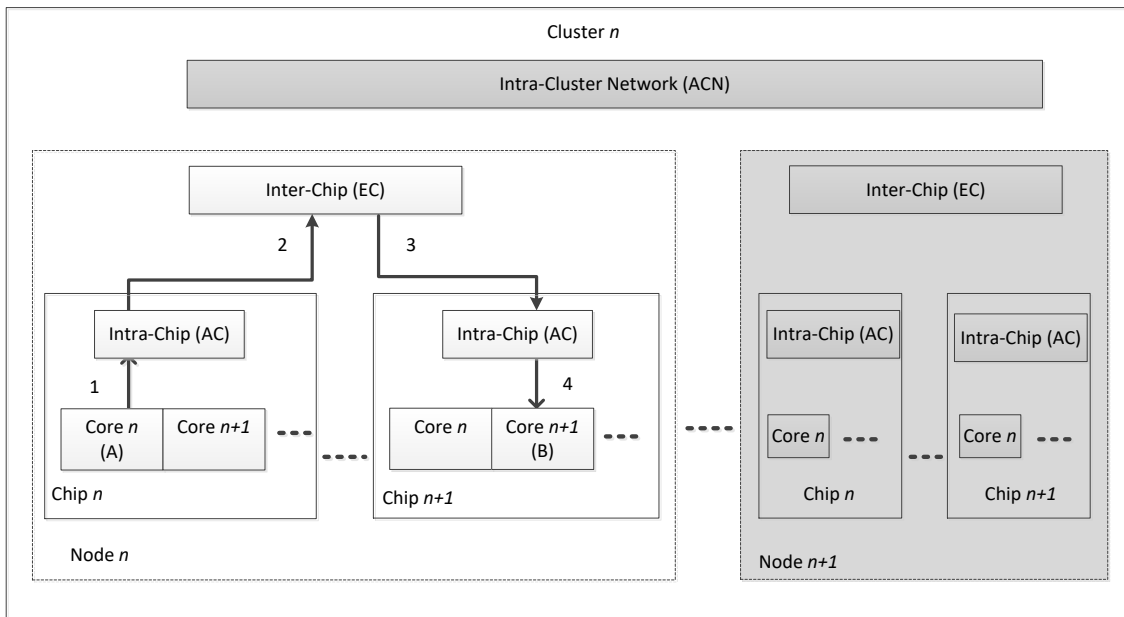 Cluster n
Intra-Cluster Network (ACN)
Inter-Chip (EC)
Inter-Chip (EC)
2
3
Intra-Chip (AC)
Intra-Chip (AC)
Intra-Chip (AC)
Intra-Chip (AC)
1
4
Core n
(A)
Core n+1
Core n
Core n+1
(B)
Core n
Core n
Chip n
Chip n+1
Chip n
Chip n+1
Node n
Node n+1